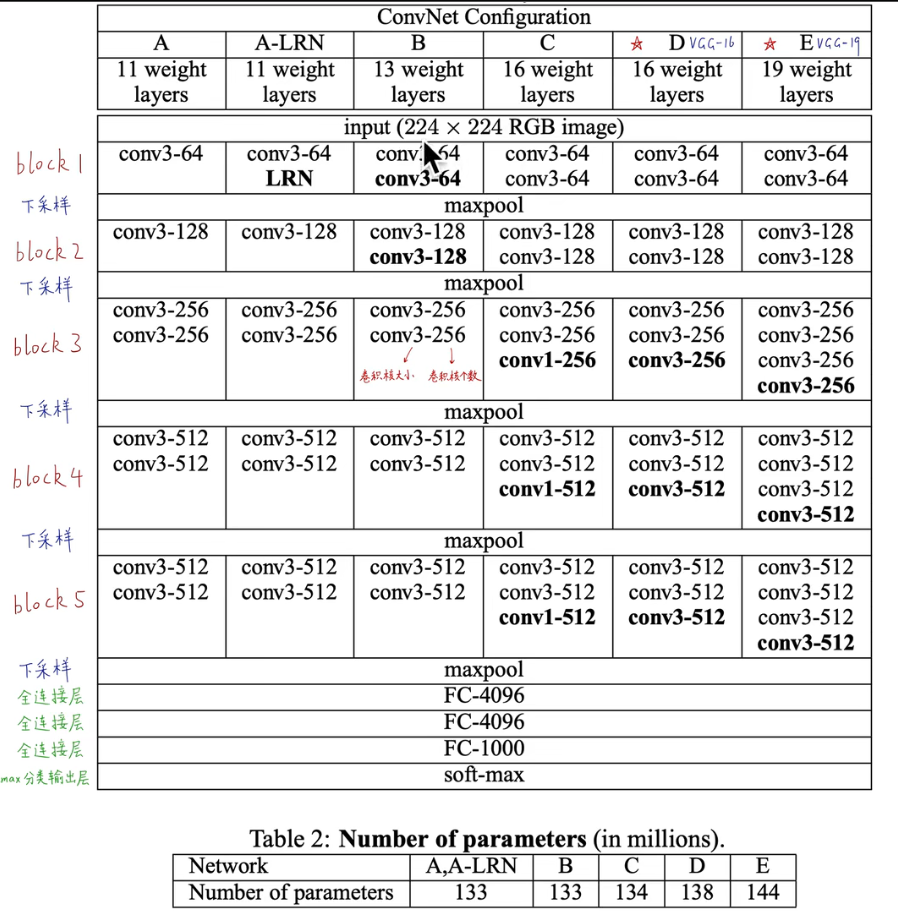 ConvNet Configuration
A A-LRN B C ☆ D VGG-16 ☆ E VGG-19
11 weight layers 11 weight layers 13 weight layers 16 weight layers 16 weight layers 19 weight layers
input (224 × 224 RGB image)
block 1
conv3-64 conv3-64 conv3-64 conv3-64 conv3-64 conv3-64
LRN conv3-64 conv3-64 conv3-64 conv3-64
下采样 maxpool
block 2
conv3-128 conv3-128 conv3-128 conv3-128 conv3-128 conv3-128
conv3-128 conv3-128 conv3-128 conv3-128
下采样 maxpool
block 3
conv3-256 conv3-256 conv3-256 conv3-256 conv3-256 conv3-256
conv3-256 conv3-256 conv3-256 conv3-256 conv3-256 conv3-256
卷积核大小 卷积核个数 conv1-256 conv3-256 conv3-256
conv3-256
下采样 maxpool
block 4
conv3-512 conv3-512 conv3-512 conv3-512 conv3-512 conv3-512
conv3-512 conv3-512 conv3-512 conv3-512 conv3-512 conv3-512
conv1-512 conv3-512 conv3-512
conv3-512
下采样 maxpool
block 5
conv3-512 conv3-512 conv3-512 conv3-512 conv3-512 conv3-512
conv3-512 conv3-512 conv3-512 conv3-512 conv3-512 conv3-512
conv1-512 conv3-512 conv3-512
conv3-512
下采样 maxpool
全连接层 FC-4096
全连接层 FC-4096
全连接层 FC-1000
max分类输出层 soft-max
Table 2: Number of parameters (in millions).
Network A,A-LRN B C D E
Number of parameters 133 133 134 138 144